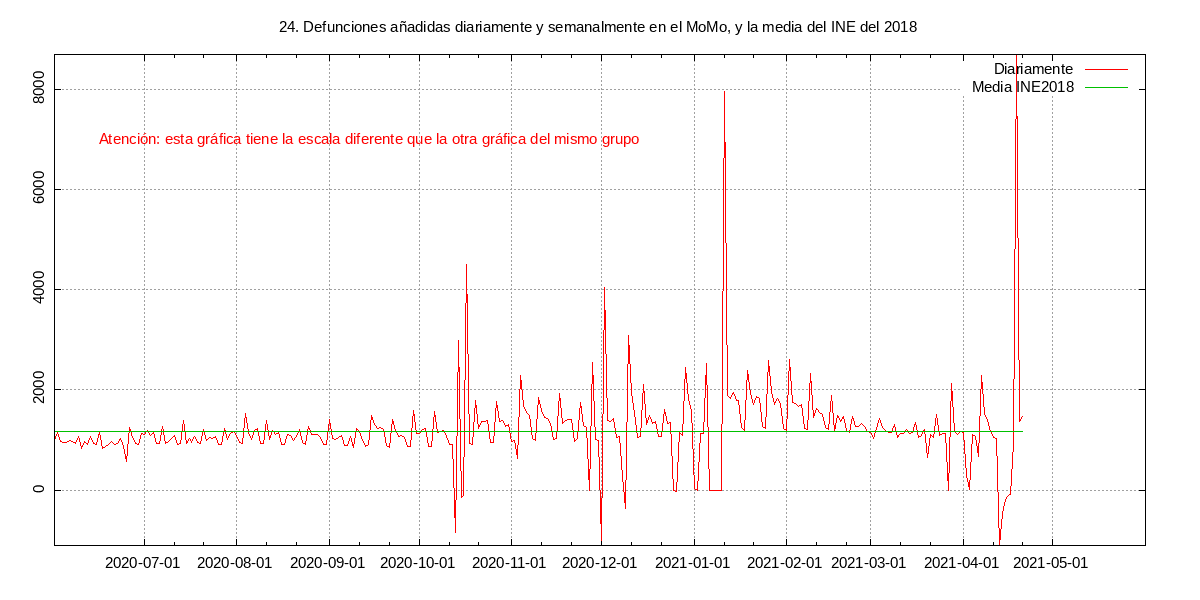 24. Defunciones añadidas diariamente y semanalmente en el MoMo, y la media del INE del 2018
Diariamente
Media INE2018
Atención: esta gráfica tiene la escala diferente que la otra gráfica del mismo grupo
8000
6000
4000
2000
0
2020-07-01 2020-08-01 2020-09-01 2020-10-01 2020-11-01 2020-12-01 2021-01-01 2021-02-01 2021-03-01 2021-04-01 2021-05-01